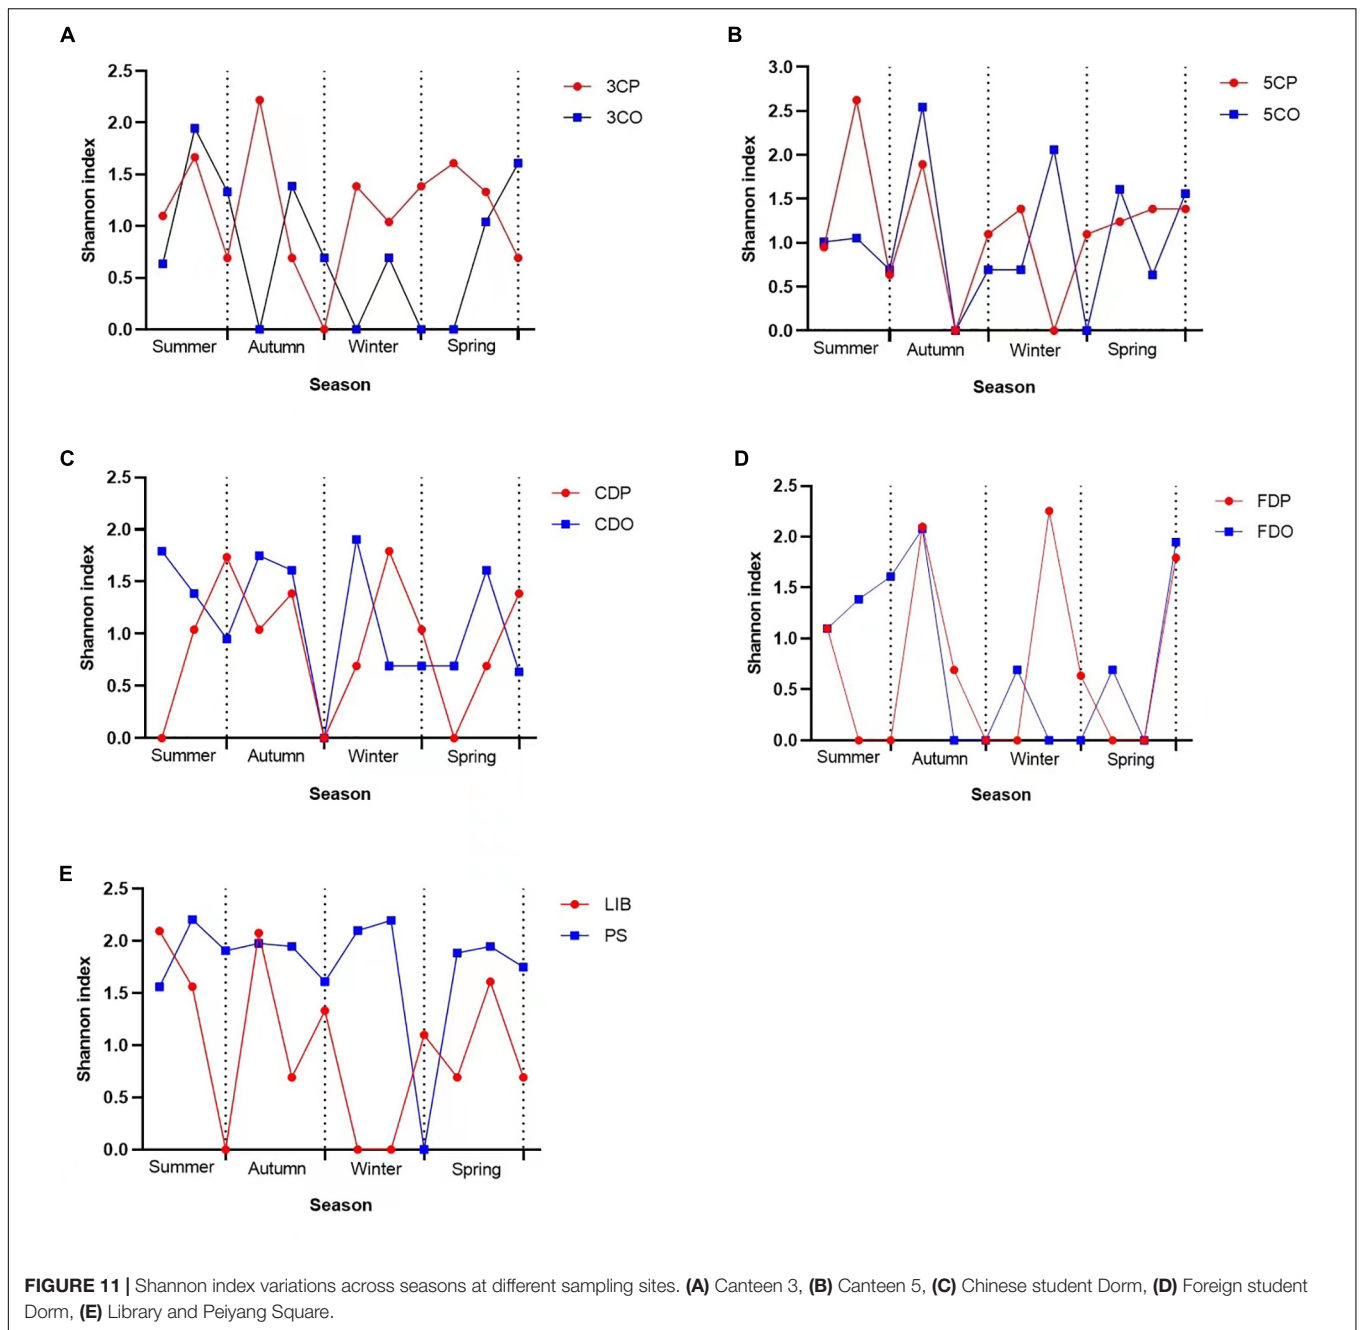 A
2.5
2.0
1.5
1.0
0.5
0.0
Shannon index
Summer Autumn Winter Spring
Season
3CP
3CO
B
3.0
2.5
2.0
1.5
1.0
0.5
0.0
Shannon index
Summer Autumn Winter Spring
Season
5CP
5CO
C
2.5
2.0
1.5
1.0
0.5
0.0
Shannon index
Summer Autumn Winter Spring
Season
CDP
CDO
D
2.5
2.0
1.5
1.0
0.5
0.0
Shannon index
Summer Autumn Winter Spring
Season
FDP
FDO
E
2.5
2.0
1.5
1.0
0.5
0.0
Shannon index
Summer Autumn Winter Spring
Season
LIB
PS
FIGURE 11 | Shannon index variations across seasons at different sampling sites. (A) Canteen 3, (B) Canteen 5, (C) Chinese student Dorm, (D) Foreign student
Dorm, (E) Library and Peiyang Square.